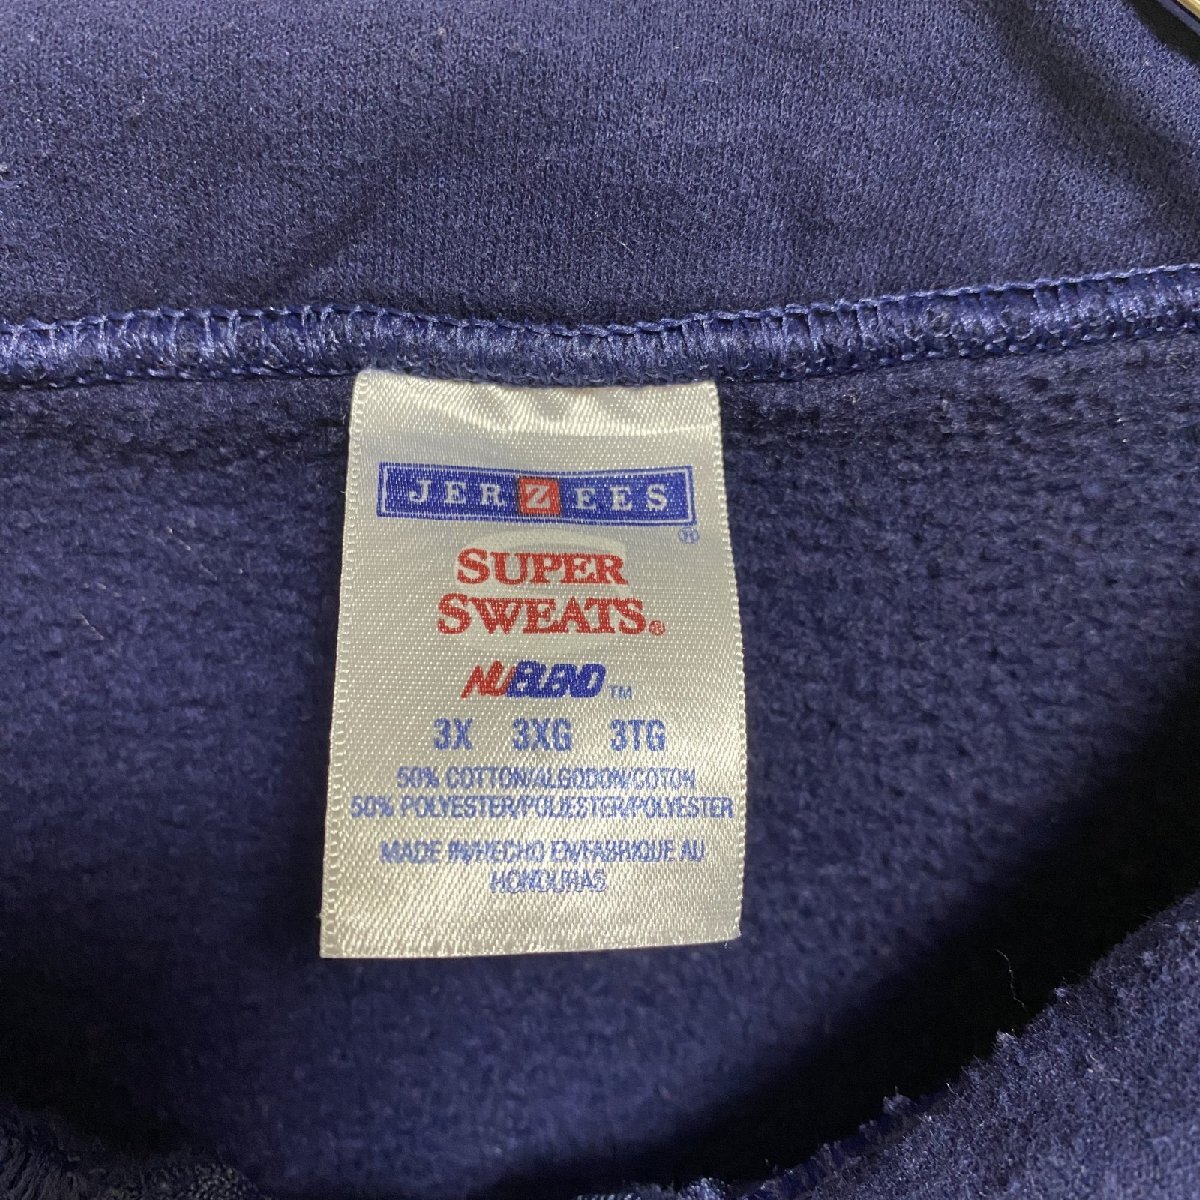 JERZEES®
SUPER
SWEATS®
NUBLEND™
3X 3XG 3TG
50% COTTON/ALGODON/COTON
50% POLYESTER/POLIESTER/POLYESTER
MADE IN/HECHO EN/FABRIQUE AU
HONDURAS